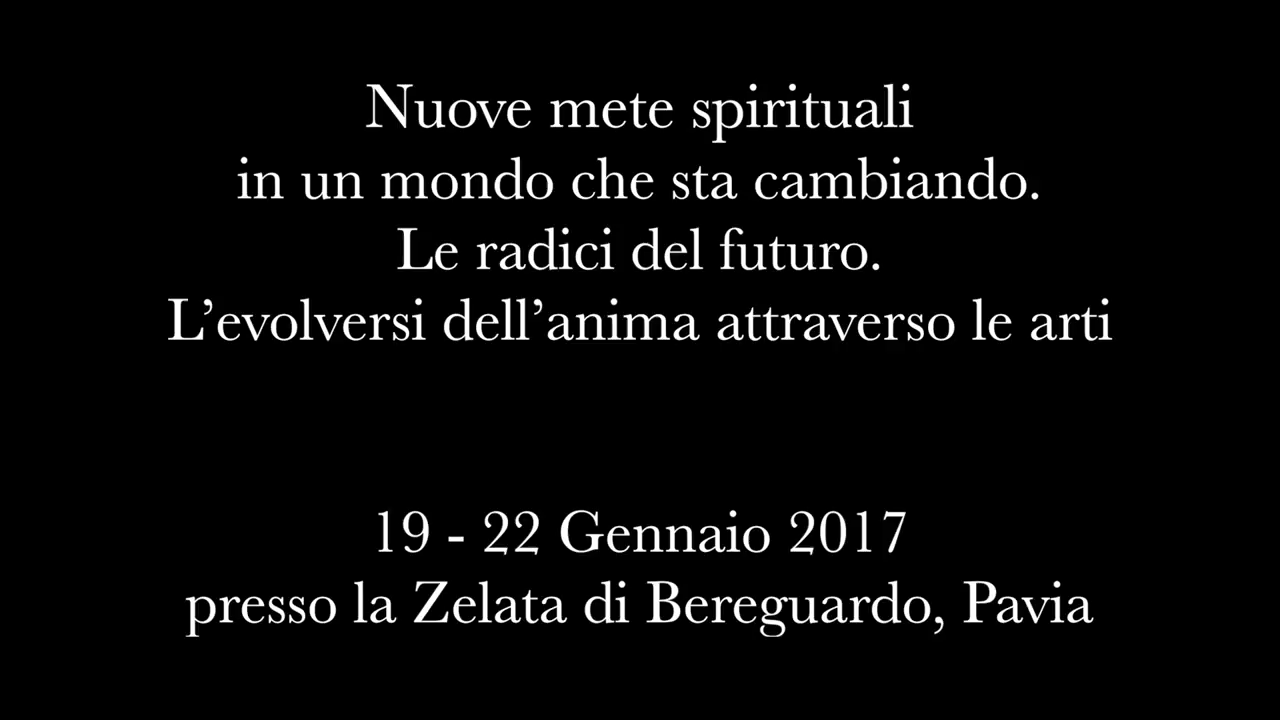 Nuove mete spirituali
in un mondo che sta cambiando.
Le radici del futuro.
L’evolversi dell’anima attraverso le arti
19 - 22 Gennaio 2017
presso la Zelata di Bereguardo, Pavia